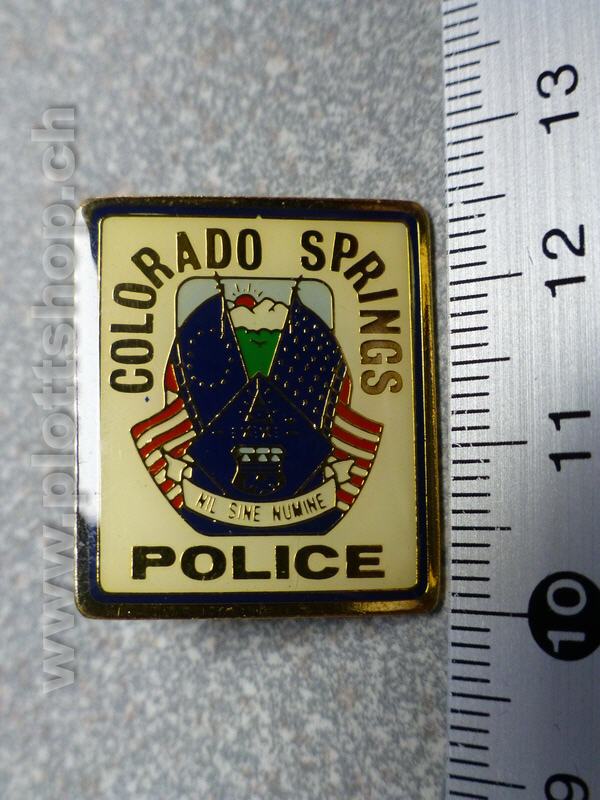 COLORADO SPRINGS
NIL SINE NUMINE
POLICE
www.plottshop.ch
13
12
11
10
9